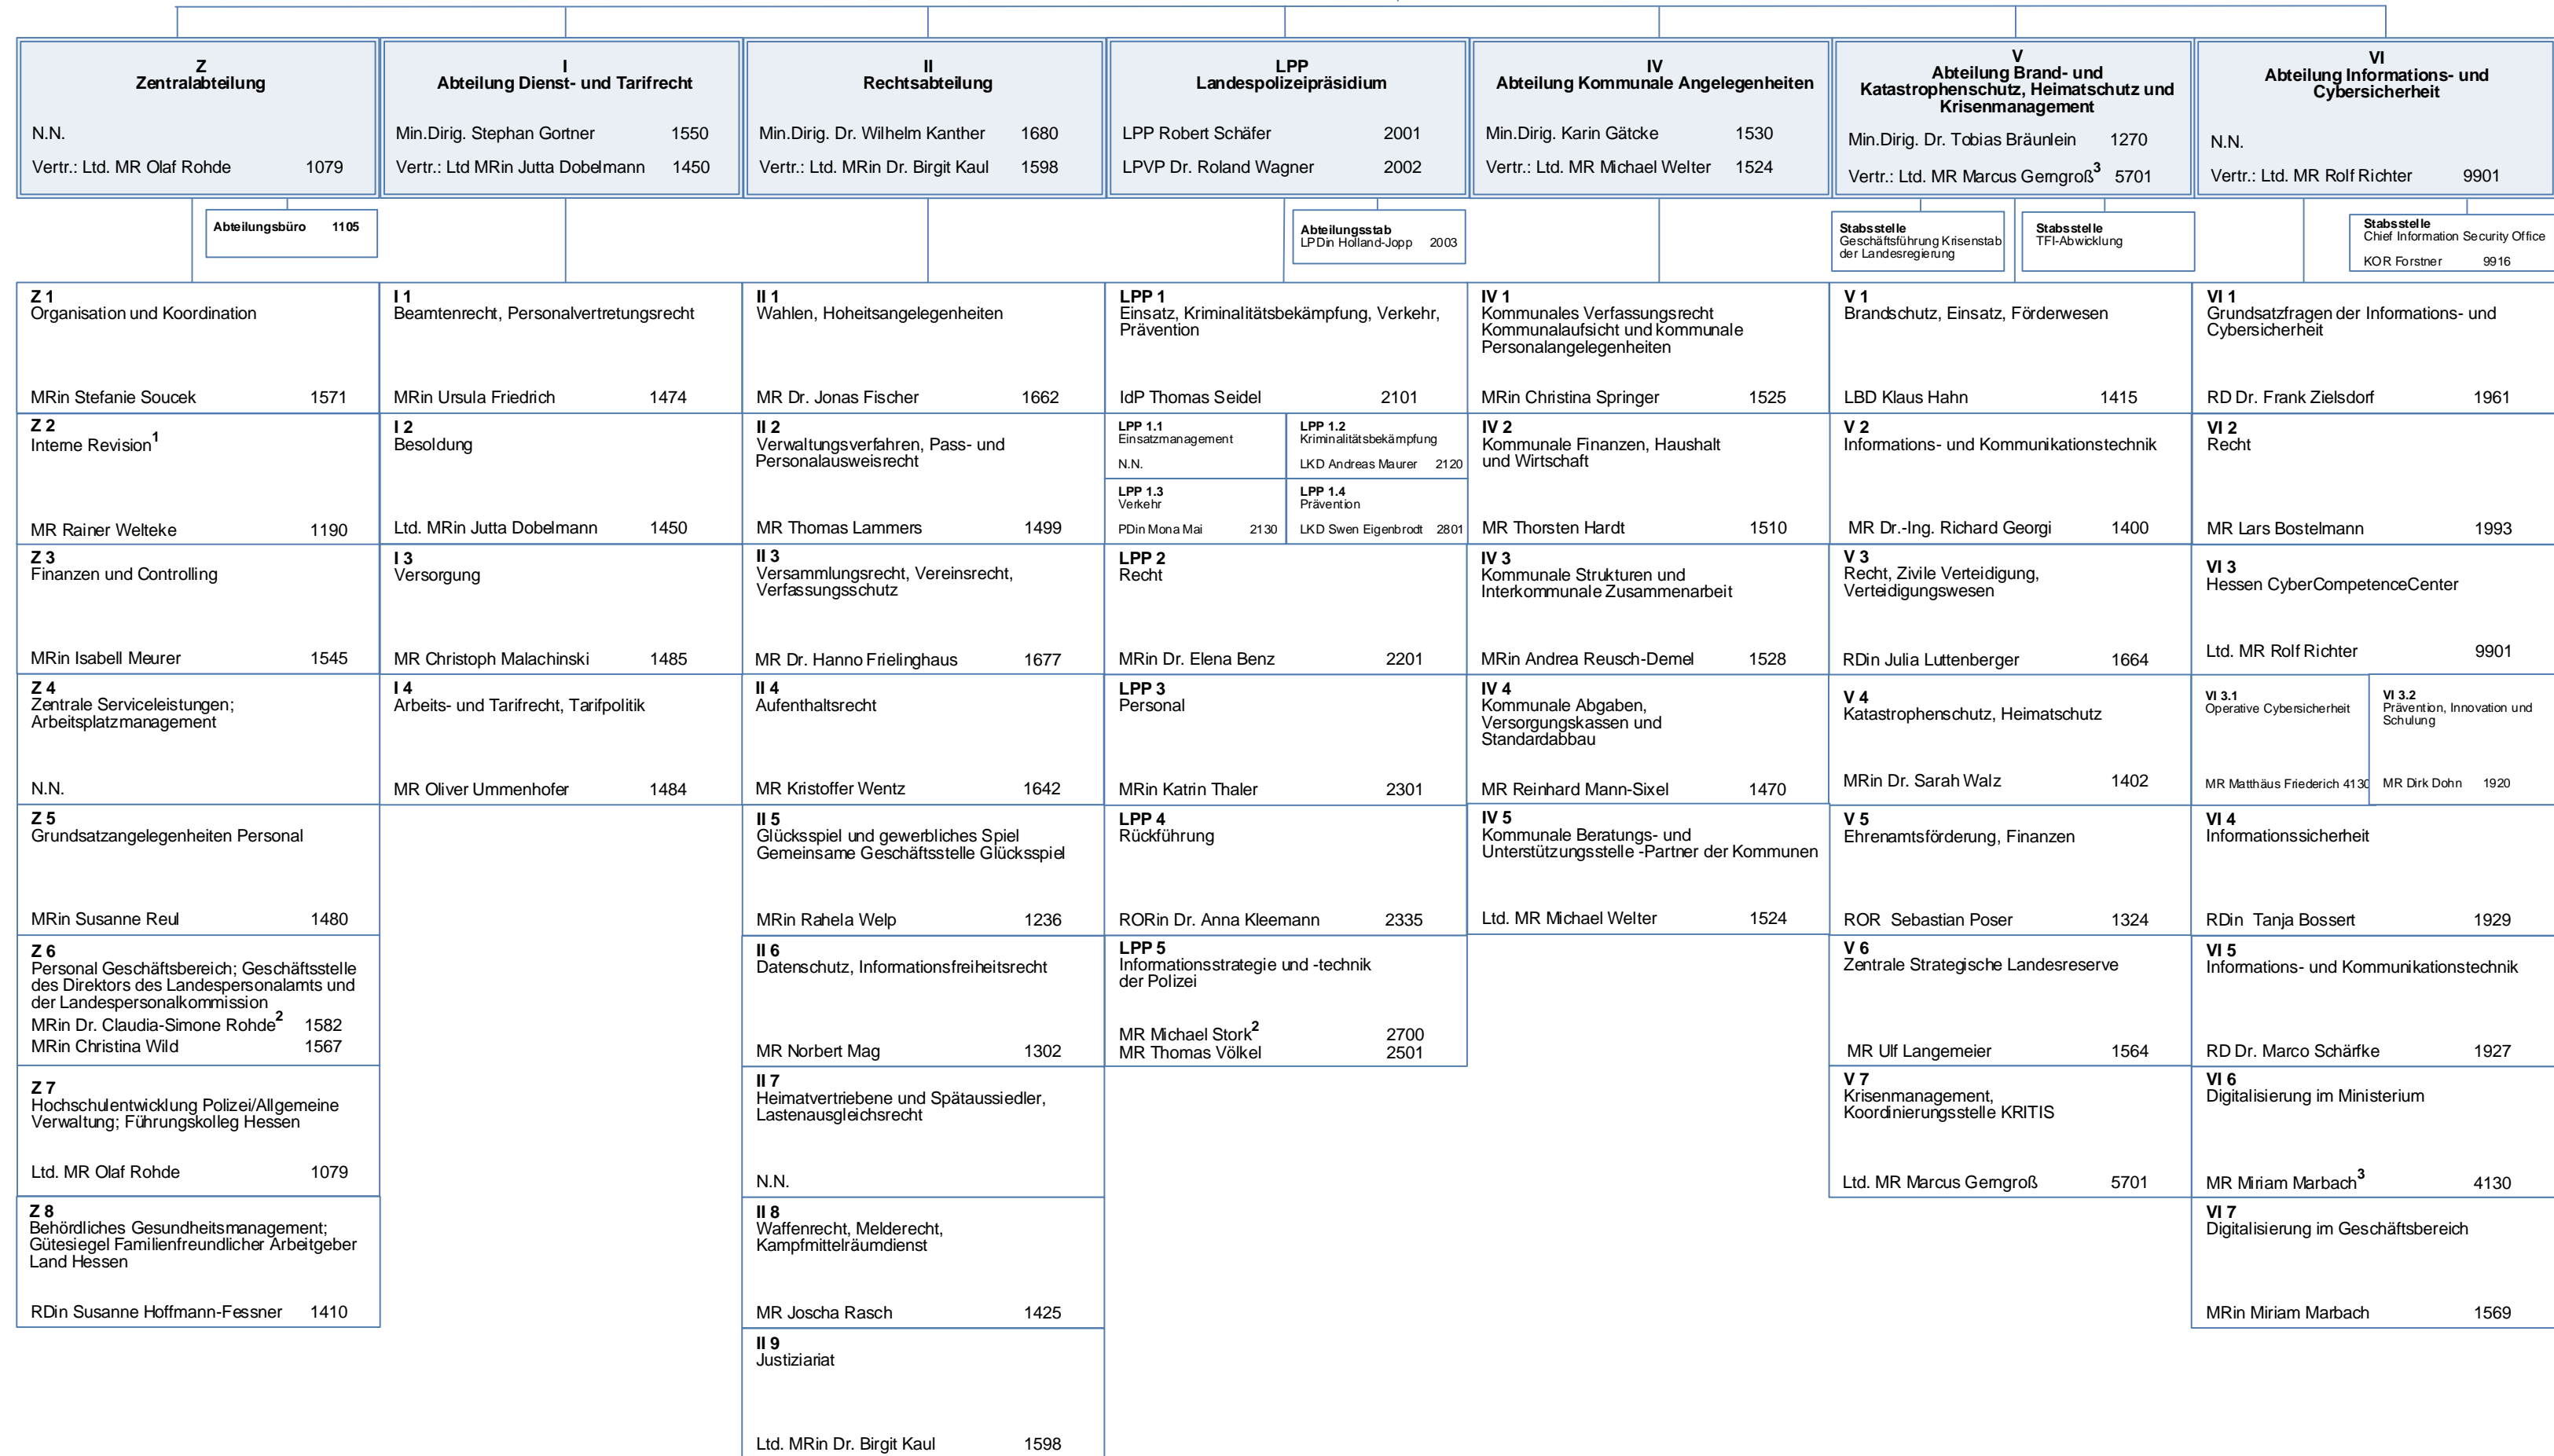 Z
Zentralabteilung
N.N.
Vertr.: Ltd. MR Olaf Rohde 1079
Abteilungsbüro 1105
Z 1
Organisation und Koordination
MRin Stefanie Soucek 1571
Z 2
Interne Revision1
MR Rainer Welteke 1190
Z 3
Finanzen und Controlling
MRin Isabell Meurer 1545
Z 4
Zentrale Serviceleistungen;
Arbeitsplatzmanagement
N.N.
Z 5
Grundsatzangelegenheiten Personal
MRin Susanne Reul 1480
Z 6
Personal Geschäftsbereich; Geschäftsstelle
des Direktors des Landespersonalamts und
der Landespersonalkommission
MRin Dr. Claudia-Simone Rohde2 1582
MRin Christina Wild 1567
Z 7
Hochschulentwicklung Polizei/Allgemeine
Verwaltung; Führungskolleg Hessen
Ltd. MR Olaf Rohde 1079
Z 8
Behördliches Gesundheitsmanagement;
Gütesiegel Familienfreundlicher Arbeitgeber
Land Hessen
RDin Susanne Hoffmann-Fessner 1410
I
Abteilung Dienst- und Tarifrecht
Min.Dirig. Stephan Gortner 1550
Vertr.: Ltd MRin Jutta Dobelmann 1450
I 1
Beamtenrecht, Personalvertretungsrecht
MRin Ursula Friedrich 1474
I 2
Besoldung
Ltd. MRin Jutta Dobelmann 1450
I 3
Versorgung
MR Christoph Malachinski 1485
I 4
Arbeits- und Tarifrecht, Tarifpolitik
MR Oliver Ummenhofer 1484
II
Rechtsabteilung
Min.Dirig. Dr. Wilhelm Kanther 1680
Vertr.: Ltd. MRin Dr. Birgit Kaul 1598
II 1
Wahlen, Hoheitsangelegenheiten
MR Dr. Jonas Fischer 1662
II 2
Verwaltungsverfahren, Pass- und
Personalausweisrecht
MR Thomas Lammers 1499
II 3
Versammlungsrecht, Vereinsrecht,
Verfassungsschutz
MR Dr. Hanno Frielinghaus 1677
II 4
Aufenthaltsrecht
MR Kristoffer Wentz 1642
II 5
Glücksspiel und gewerbliches Spiel
Gemeinsame Geschäftsstelle Glücksspiel
MRin Rahela Welp 1236
II 6
Datenschutz, Informationsfreiheitsrecht
MR Norbert Mag 1302
II 7
Heimatvertriebene und Spätaussiedler,
Lastenausgleichsrecht
N.N.
II 8
Waffenrecht, Melderecht,
Kampfmittelräumdienst
MR Joscha Rasch 1425
II 9
Justiziariat
Ltd. MRin Dr. Birgit Kaul 1598
LPP
Landespolizeipräsidium
LPP Robert Schäfer 2001
LPVP Dr. Roland Wagner 2002
Abteilungsstab
LPDin Holland-Jopp 2003
LPP 1
Einsatz, Kriminalitätsbekämpfung, Verkehr,
Prävention
IdP Thomas Seidel 2101
LPP 1.1
Einsatzmanagement
N.N.
LPP 1.2
Kriminalitätsbekämpfung
LKD Andreas Maurer 2120
LPP 1.3
Verkehr
PDin Mona Mai 2130
LPP 1.4
Prävention
LKD Swen Eigenbrodt 2801
LPP 2
Recht
MRin Dr. Elena Benz 2201
LPP 3
Personal
MRin Katrin Thaler 2301
LPP 4
Rückführung
RORin Dr. Anna Kleemann 2335
LPP 5
Informationsstrategie und -technik
der Polizei
MR Michael Stork2 2700
MR Thomas Völkel 2501
IV
Abteilung Kommunale Angelegenheiten
Min.Dirig. Karin Gätcke 1530
Vertr.: Ltd. MR Michael Welter 1524
IV 1
Kommunales Verfassungsrecht
Kommunalaufsicht und kommunale
Personalangelegenheiten
MRin Christina Springer 1525
IV 2
Kommunale Finanzen, Haushalt
und Wirtschaft
MR Thorsten Hardt 1510
IV 3
Kommunale Strukturen und
Interkommunale Zusammenarbeit
MRin Andrea Reusch-Demel 1528
IV 4
Kommunale Abgaben,
Versorgungskassen und
Standardabbau
MR Reinhard Mann-Sixel 1470
IV 5
Kommunale Beratungs- und
Unterstützungsstelle -Partner der Kommunen
Ltd. MR Michael Welter 1524
V
Abteilung Brand- und
Katastrophenschutz, Heimatschutz und
Krisenmanagement
Min.Dirig. Dr. Tobias Bräunlein 1270
Vertr.: Ltd. MR Marcus Gerngroß3 5701
Stabsstelle
Geschäftsführung Krisenstab
der Landesregierung
Stabsstelle
TFI-Abwicklung
V 1
Brandschutz, Einsatz, Förderwesen
LBD Klaus Hahn 1415
V 2
Informations- und Kommunikationstechnik
MR Dr.-Ing. Richard Georgi 1400
V 3
Recht, Zivile Verteidigung,
Verteidigungswesen
RDin Julia Luttenberger 1664
V 4
Katastrophenschutz, Heimatschutz
MRin Dr. Sarah Walz 1402
V 5
Ehrenamtsförderung, Finanzen
ROR Sebastian Poser 1324
V 6
Zentrale Strategische Landesreserve
MR Ulf Langemeier 1564
V 7
Krisenmanagement,
Koordinierungsstelle KRITIS
Ltd. MR Marcus Gerngroß 5701
VI
Abteilung Informations- und
Cybersicherheit
N.N.
Vertr.: Ltd. MR Rolf Richter 9901
Stabsstelle
Chief Information Security Office
KOR Forstner 9916
VI 1
Grundsatzfragen der Informations- und
Cybersicherheit
RD Dr. Frank Zielsdorf 1961
VI 2
Recht
MR Lars Bostelmann 1993
VI 3
Hessen CyberCompetenceCenter
Ltd. MR Rolf Richter 9901
VI 3.1
Operative Cybersicherheit
MR Matthäus Friederich 4130
VI 3.2
Prävention, Innovation und
Schulung
MR Dirk Dohn 1920
VI 4
Informationssicherheit
RDin Tanja Bossert 1929
VI 5
Informations- und Kommunikationstechnik
RD Dr. Marco Schärfke 1927
VI 6
Digitalisierung im Ministerium
MR Miriam Marbach3 4130
VI 7
Digitalisierung im Geschäftsbereich
MRin Miriam Marbach 1569